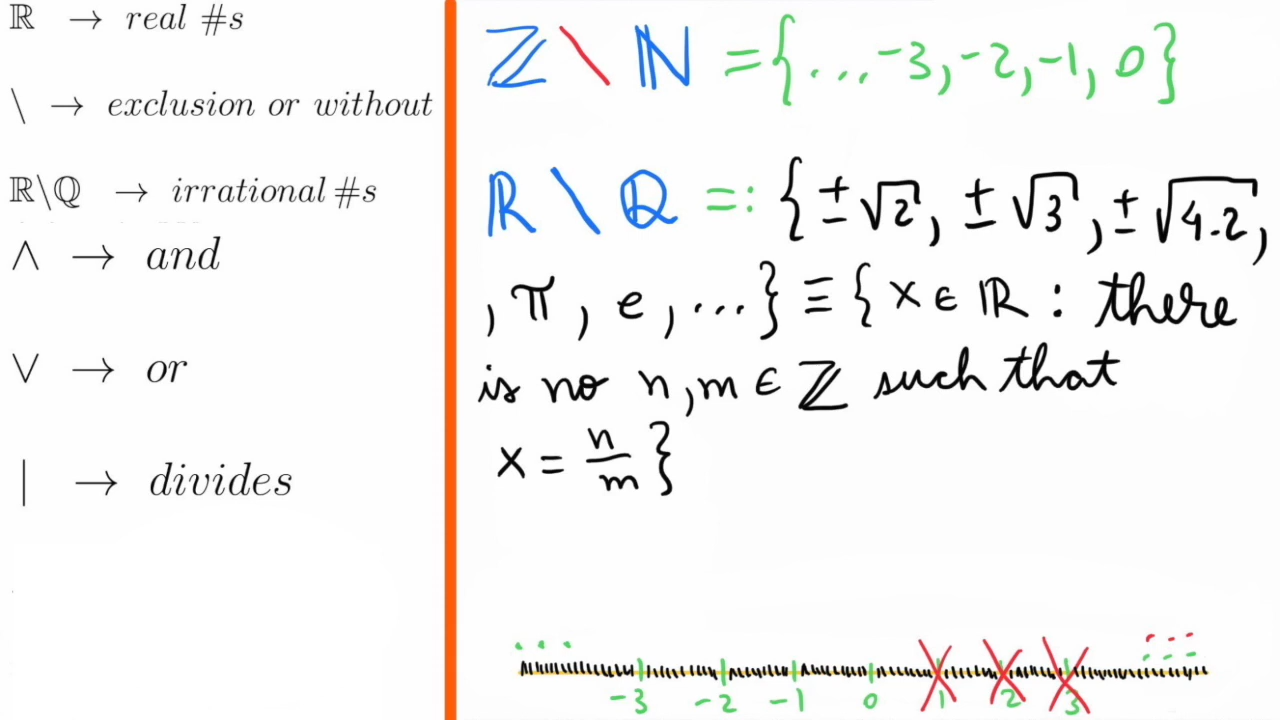 ℝ → real #s
\ → exclusion or without
ℝ\ℚ → irrational #s
∧ → and
∨ → or
| → divides
ℤ \ ℕ = {... -3, -2, -1, 0}
ℝ \ ℚ =: {± √2, ± √3, ± √4.2,
, π, e, ...} ≡ {x ∈ ℝ : there
is no n, m ∈ ℤ such that
x = n/m}
... ... ...
-3 -2 -1 0 1 2 3